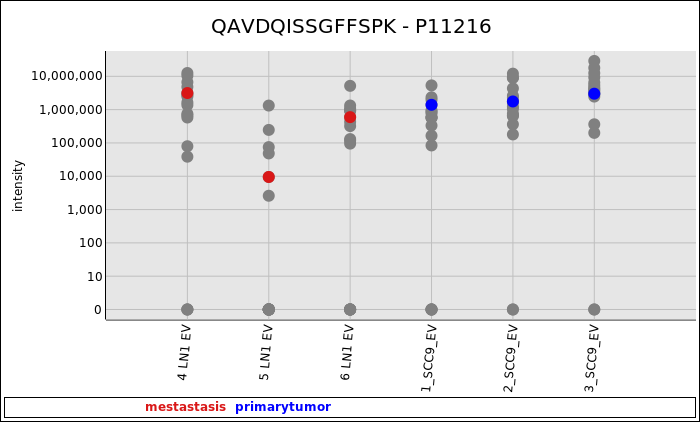 QAVDQISSGFFSPK - P11216
intensity
10,000,000
1,000,000
100,000
10,000
1,000
100
10
0
4 LN1 EV
5 LN1 EV
6 LN1 EV
1_SCC9_EV
2_SCC9_EV
3_SCC9_EV
mestastasis primarytumor